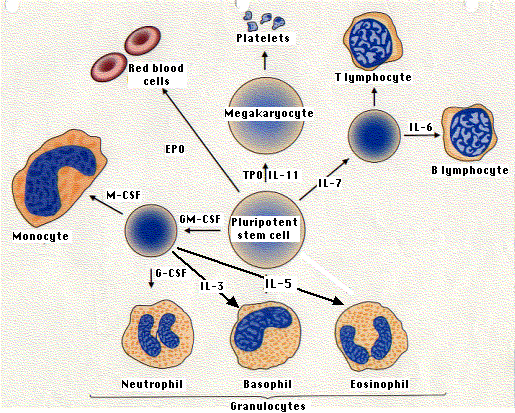 Platelets
Red blood
cells
T lymphocyte
Megakaryocyte
IL-6
EPO
TPO IL-11
IL-7
B lymphocyte
M-CSF
GM-CSF
Pluripotent
stem cell
Monocyte
G-CSF
IL-3
IL-5
Neutrophil
Basophil
Eosinophil
Granulocytes